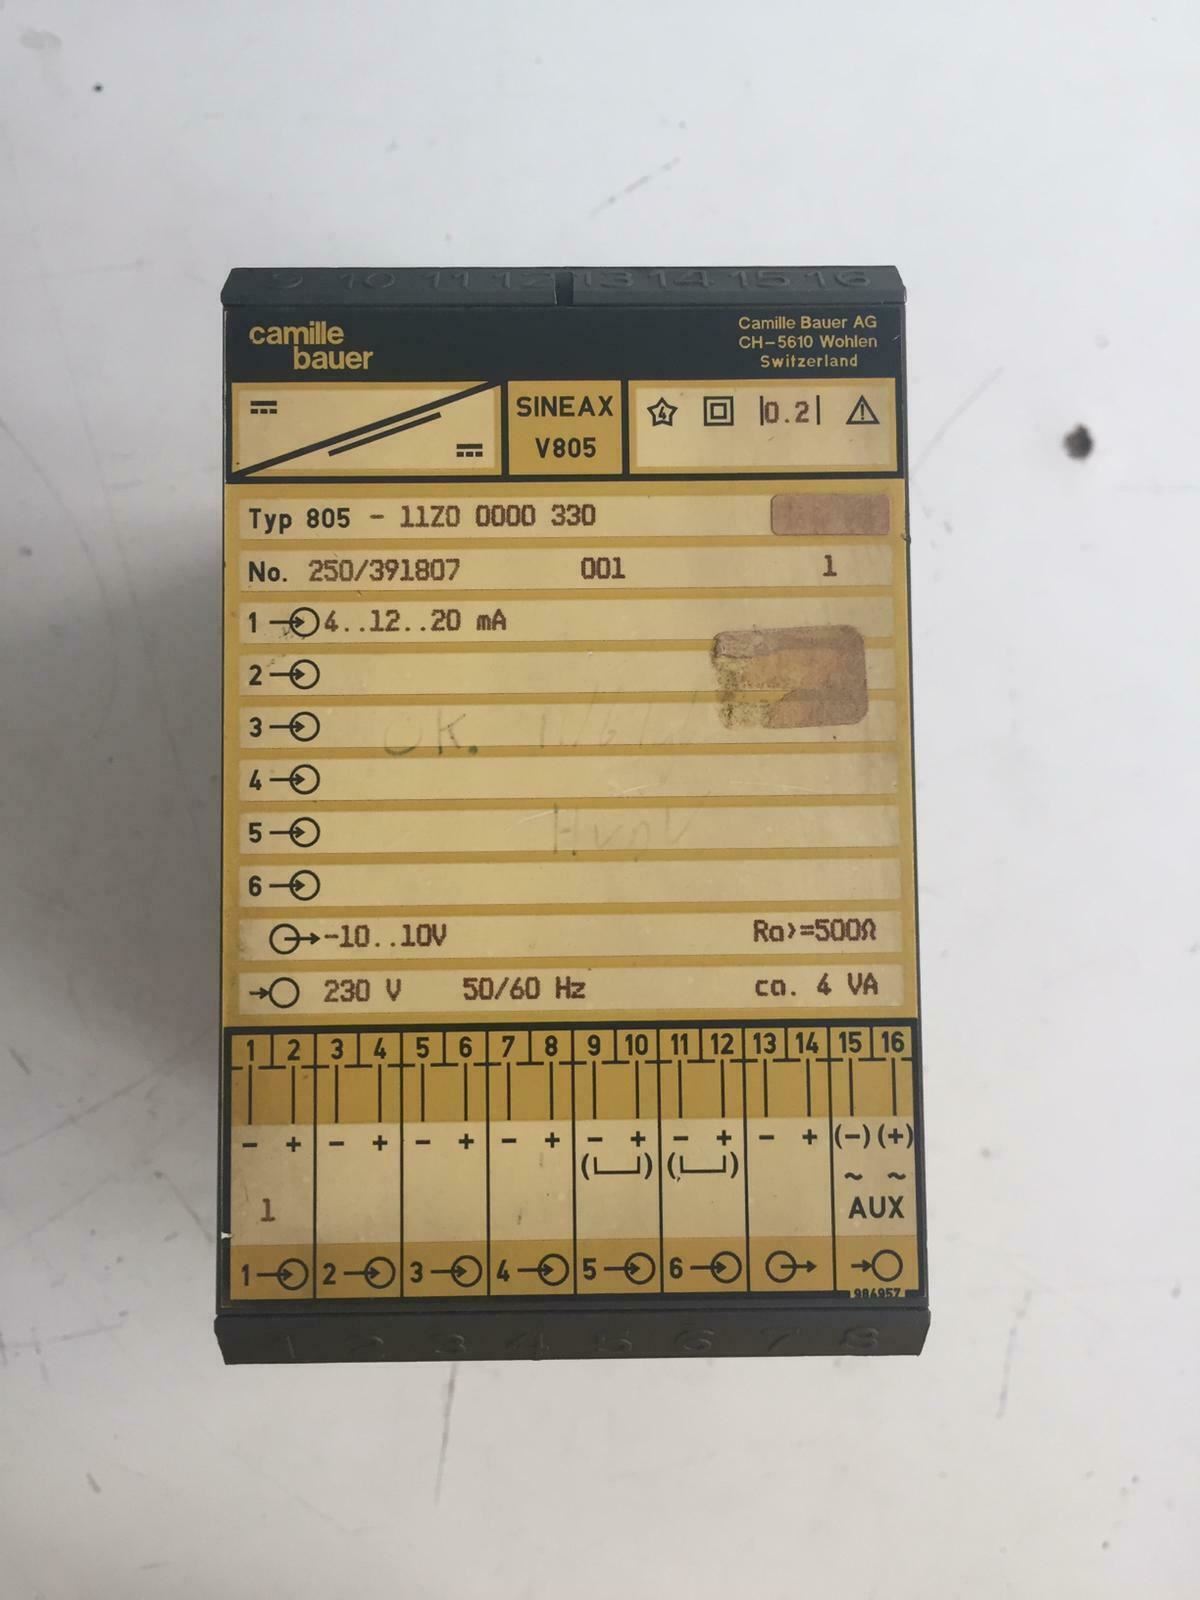 9 10 11 12 13 14 15 16
camille
bauer
Camille Bauer AG
CH-5610 Wohlen
Switzerland
SINEAX
V805
4
|0.2|
Typ 805 - 11Z0 0000 330
No. 250/391807 001 1
1 4..12..20 mA
2
3
OK.
4
5
6
-10..10V Ra>=500Ω
230 V 50/60 Hz ca. 4 VA
1 2 3 4 5 6 7 8 9 10 11 12 13 14 15 16
- + - + - + - + - + - + - + (-) (+)
( ) ( )
~ ~
1 AUX
1 2 3 4 5 6
984957
1 2 3 4 5 6 7 8